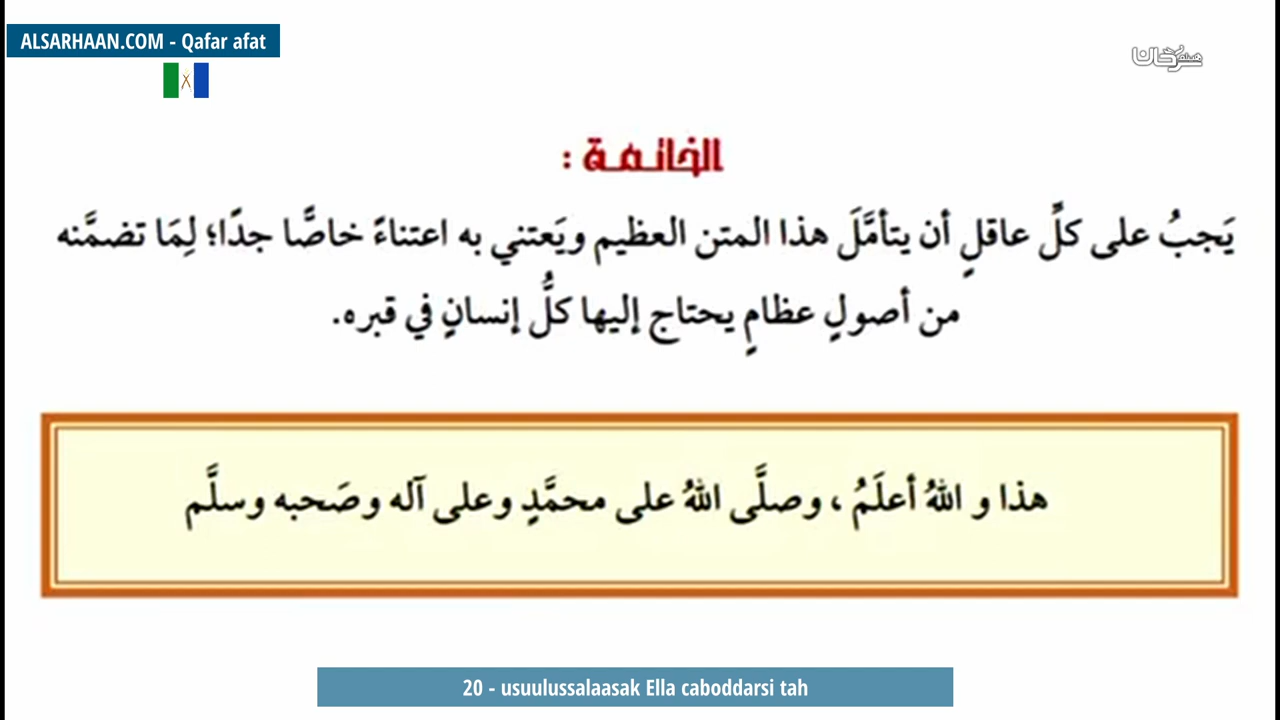 ALSARHAAN.COM - Qafar afat
الخاتمة :
يَجبُ على كلِّ عاقلٍ أن يتأمَّلَ هذا المتن العظيم ويَعتني به اعتناءً خاصًّا جدًا؛ لِمَا تضمَّنه
من أصولٍ عظامٍ يحتاج إليها كلُّ إنسانٍ في قبره.
هذا و اللهُ أعلَمُ ، وصلَّى اللهُ على محمَّدٍ وعلى آله وصَحبه وسلَّم
20 - usuulussalaasak Ella caboddarsi tah